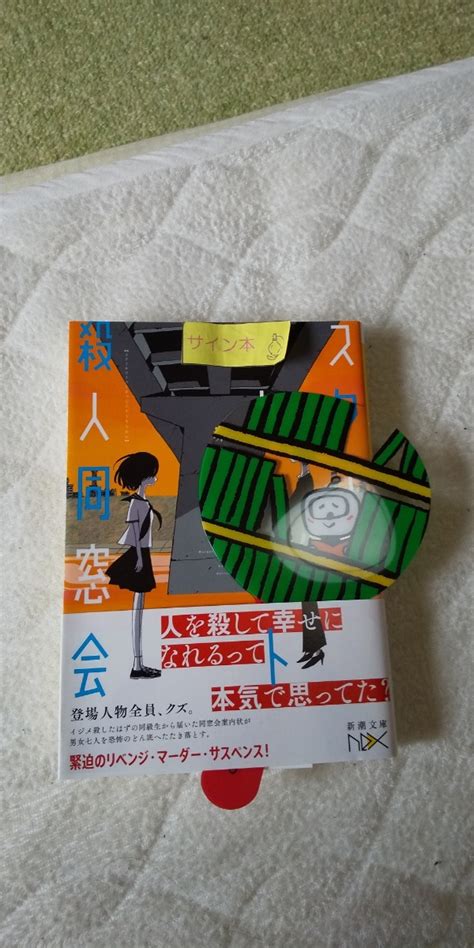 サイン本
ス
ト
殺人同窓会
人を殺して幸せに
なれるって
本気で思ってた?
登場人物全員、クズ。
イジメ殺したはずの同級生から届いた同窓会案内状が
男女七人を恐怖のどん底へたたき落とす。
緊迫のリベンジ・マーダー・サスペンス!
新潮文庫
nex